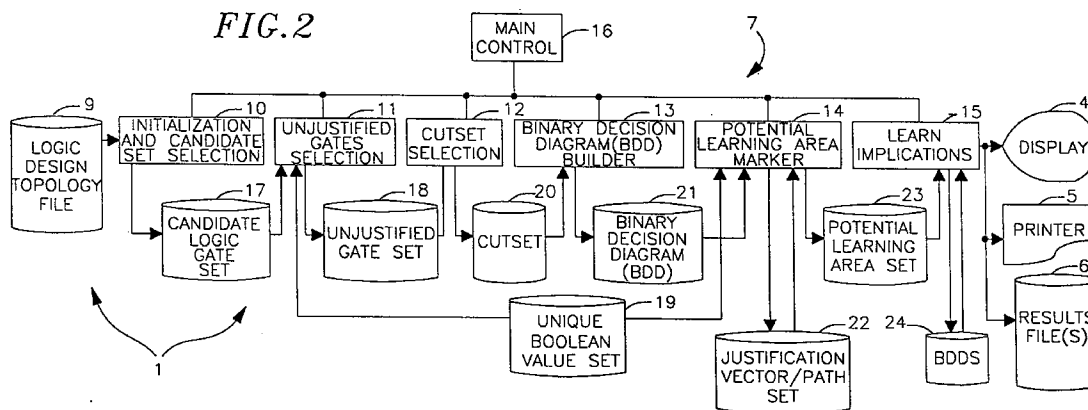 FIG.2
MAIN
CONTROL
16
7
9
LOGIC
DESIGN
TOPOLOGY
FILE
10
INITIALIZATION
AND CANDIDATE
SET SELECTION
11
UNJUSTIFIED
GATES
SELECTION
12
CUTSET
SELECTION
13
BINARY DECISION
DIAGRAM(BDD)
BUILDER
14
POTENTIAL
LEARNING AREA
MARKER
15
LEARN
IMPLICATIONS
4
DISPLAY
5
PRINTER
6
RESULTS
FILE(S)
17
CANDIDATE
LOGIC
GATE
SET
18
UNJUSTIFIED
GATE SET
20
CUTSET
21
BINARY
DECISION
DIAGRAM
(BDD)
23
POTENTIAL
LEARNING
AREA SET
19
UNIQUE
BOOLEAN
VALUE SET
22
JUSTIFICATION
VECTOR/PATH
SET
24
BDDS
1